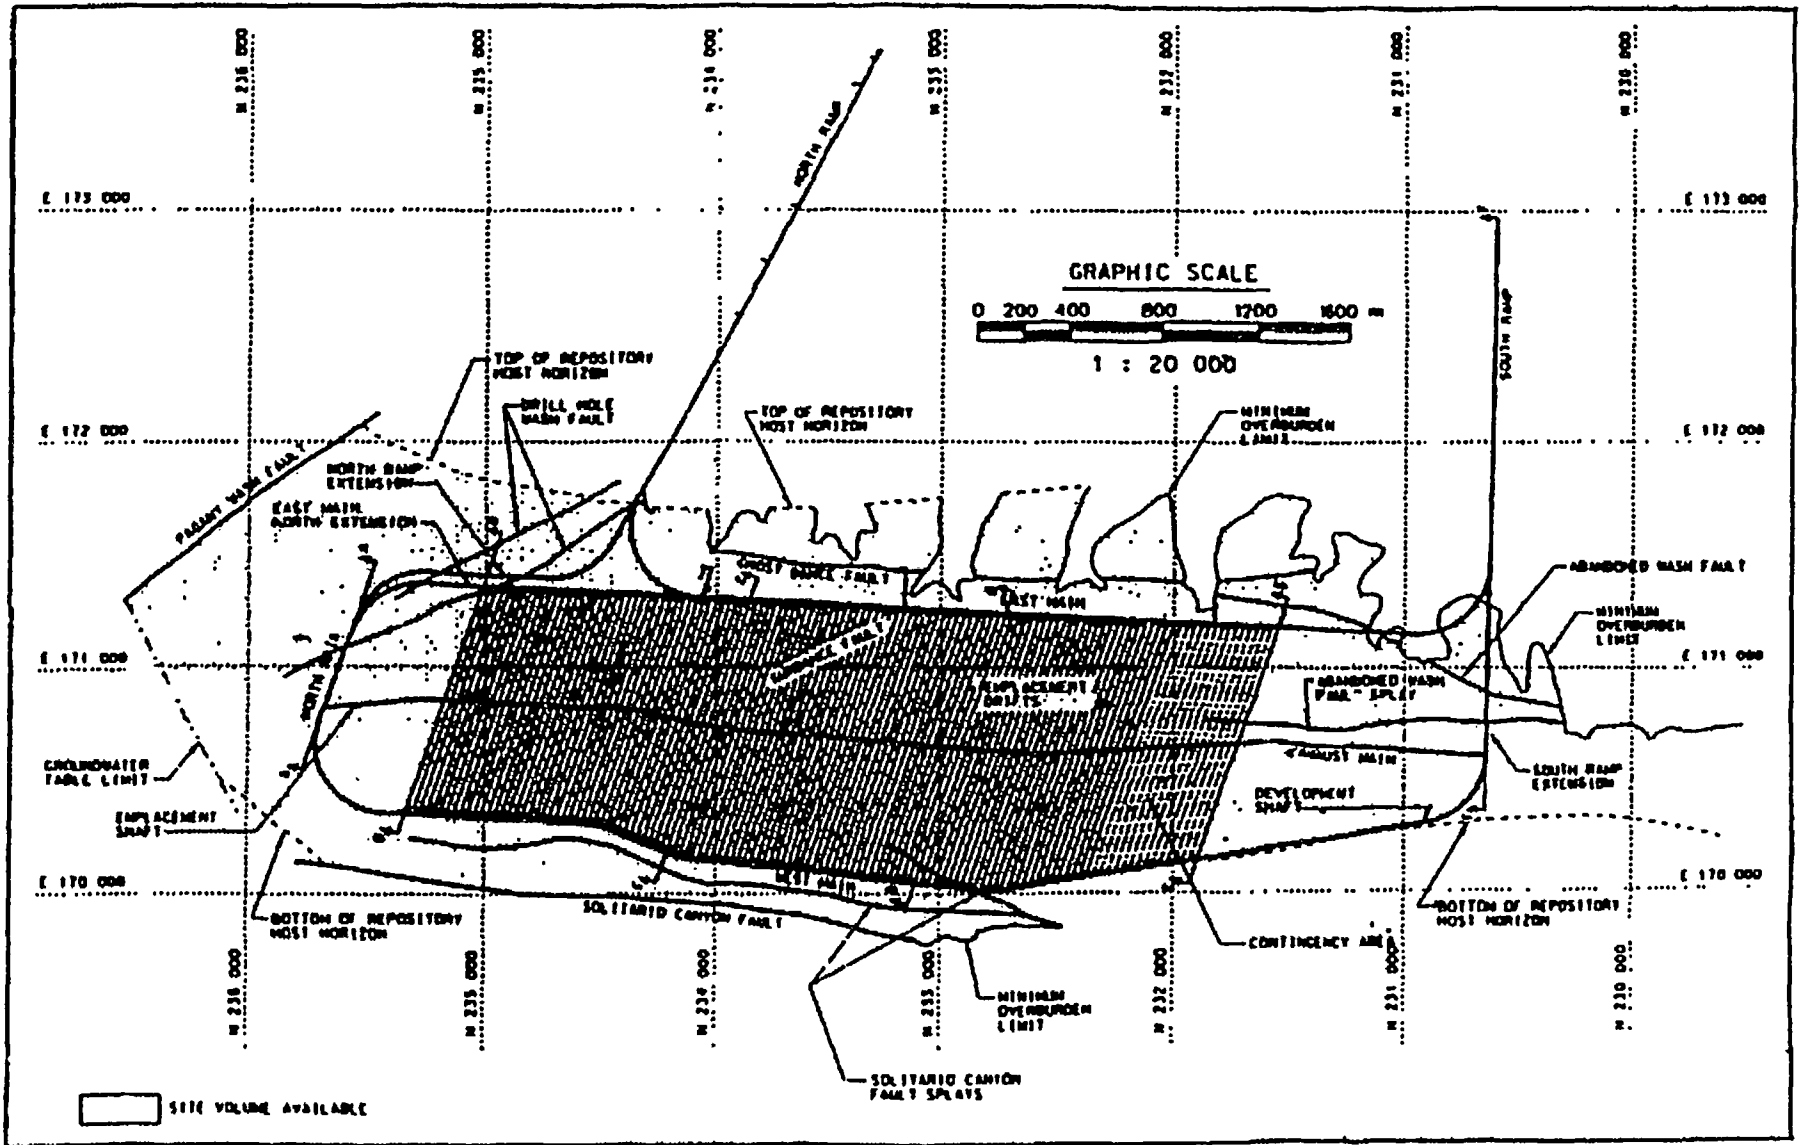 N 236 000
N 235 000
N 234 000
N 233 000
N 232 000
N 231 000
N 230 000
NORTH RAMP
E 173 000
E 173 000
GRAPHIC SCALE
0 200 400 800 1200 1600 m
1 : 20 000
SOUTH RAMP
TOP OF REPOSITORY
HOST HORIZON
DRILL HOLE
WASH FAULT
TOP OF REPOSITORY
HOST HORIZON
MINIMUM
OVERBURDEN
LIMIT
E 172 000
E 172 000
PAGANY WASH FAULT
NORTH RAMP
EXTENSION
EAST MAIN
NORTH EXTENSION
GHOST DANCE FAULT
EAST MAIN
ABANDONED WASH FAULT
MINIMUM
OVERBURDEN
LIMIT
E 171 000
E 171 000
NORTH MAIN
FAULT
EMPLACEMENT
DRIFTS
ABANDONED WASH
FAULT SPLAY
EXHAUST MAIN
GROUNDWATER
TABLE LIMIT
SOUTH RAMP
EXTENSION
DEVELOPMENT
SHAFT
EMPLACEMENT
SHAFT
E 170 000
E 170 000
WEST MAIN
SOLITARIO CANYON FAULT
BOTTOM OF REPOSITORY
HOST HORIZON
BOTTOM OF REPOSITORY
HOST HORIZON
CONTINGENCY AREA
MINIMUM
OVERBURDEN
LIMIT
N 236 000
N 235 000
N 234 000
N 233 000
N 232 000
N 231 000
N 230 000
SOLITARIO CANYON
FAULT SPLAYS
SITE VOLUME AVAILABLE